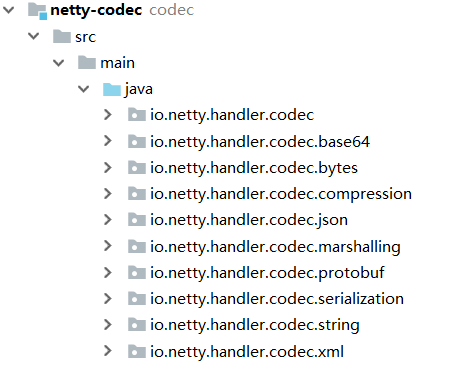 netty-codec codec
src
main
java
io.netty.handler.codec
io.netty.handler.codec.base64
io.netty.handler.codec.bytes
io.netty.handler.codec.compression
io.netty.handler.codec.json
io.netty.handler.codec.marshalling
io.netty.handler.codec.protobuf
io.netty.handler.codec.serialization
io.netty.handler.codec.string
io.netty.handler.codec.xml